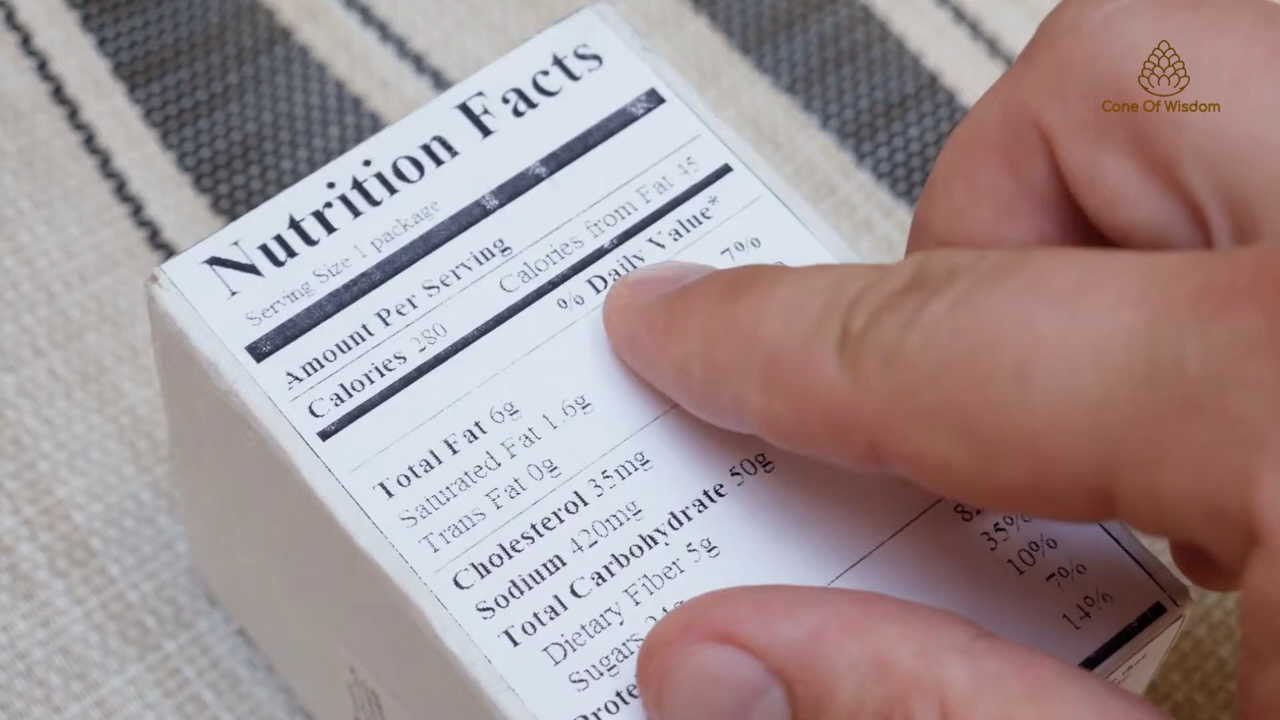 Cone Of Wisdom
Nutrition Facts
Serving Size 1 package
Amount Per Serving
Calories 280 Calories from Fat 45
% Daily Value*
7%
Total Fat 6g
Saturated Fat 1.6g
Trans Fat 0g
Cholesterol 35mg
Sodium 420mg
Total Carbohydrate 50g
Dietary Fiber 5g
Sugars
35%
10%
7%
14%